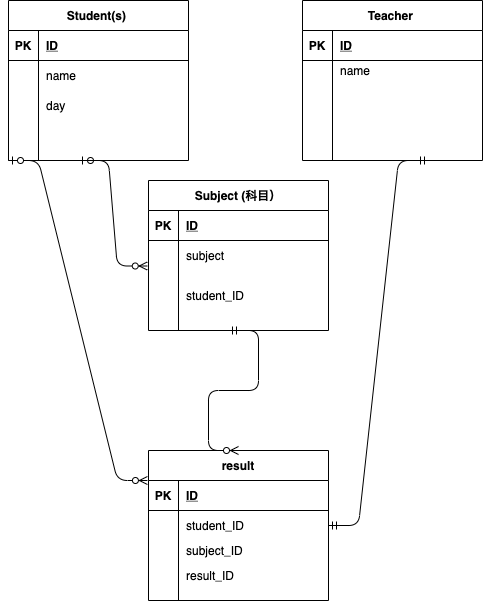 Student(s)
PK ID
name
day
Teacher
PK ID
name
Subject (科目)
PK ID
subject
student_ID
result
PK ID
student_ID
subject_ID
result_ID